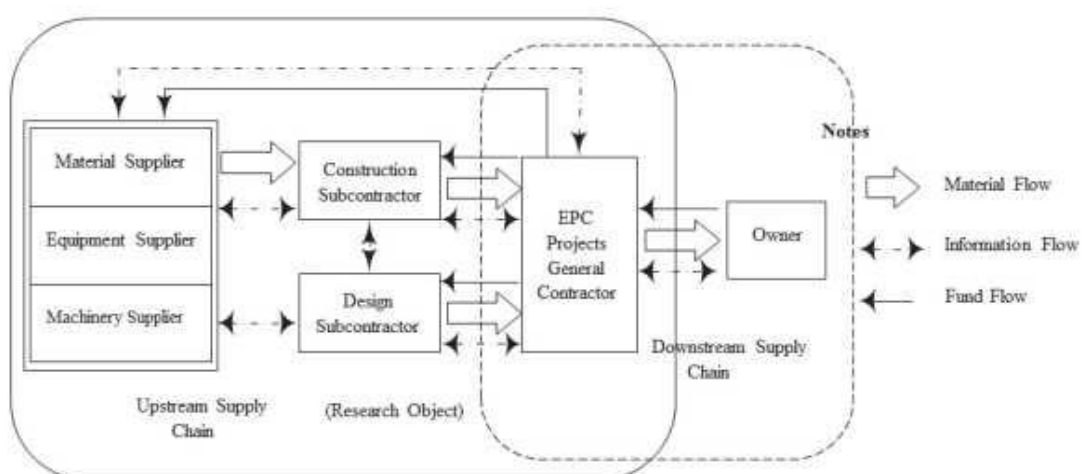 Material Supplier
Equipment Supplier
Machinery Supplier
Construction
Subcontractor
Design
Subcontractor
EPC
Projects
General
Contractor
Owner
Upstream Supply
Chain
(Research Object)
Downstream Supply
Chain
Notes
Material Flow
Information Flow
Fund Flow